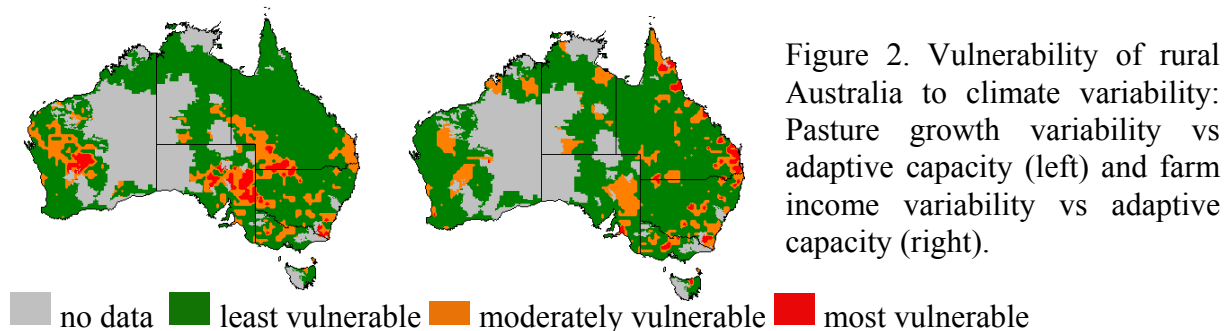 Figure 2. Vulnerability of rural
Australia to climate variability:
Pasture growth variability vs
adaptive capacity (left) and farm
income variability vs adaptive
capacity (right).
no data least vulnerable moderately vulnerable most vulnerable